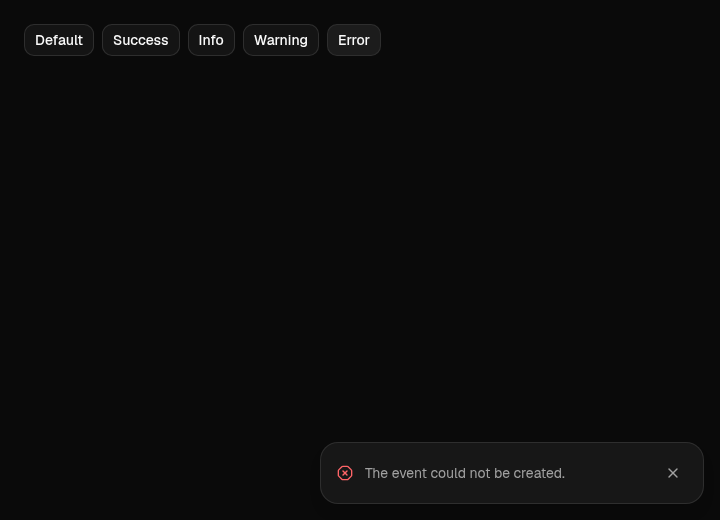 Default
Success
Info
Warning
Error
The event could not be created.